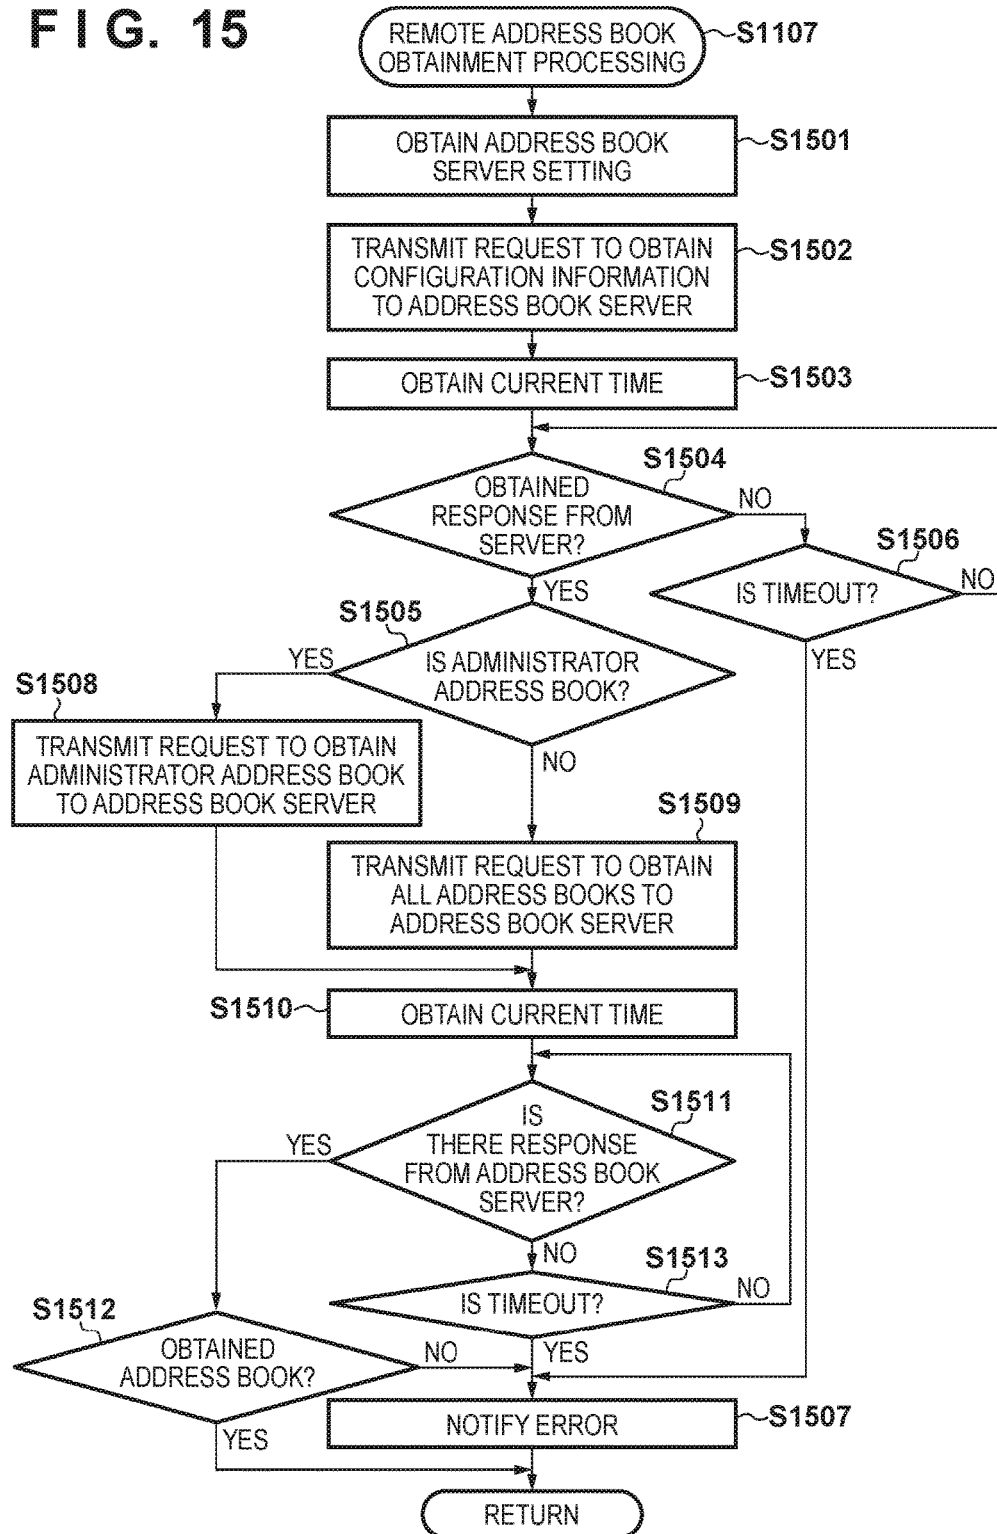 FIG. 15
REMOTE ADDRESS BOOK
OBTAINMENT PROCESSING
S1107
OBTAIN ADDRESS BOOK
SERVER SETTING
S1501
TRANSMIT REQUEST TO OBTAIN
CONFIGURATION INFORMATION
TO ADDRESS BOOK SERVER
S1502
OBTAIN CURRENT TIME
S1503
S1504
OBTAINED
RESPONSE FROM
SERVER?
NO
YES
S1506
IS TIMEOUT?
NO
YES
S1505
IS ADMINISTRATOR
ADDRESS BOOK?
YES
NO
S1508
TRANSMIT REQUEST TO OBTAIN
ADMINISTRATOR ADDRESS BOOK
TO ADDRESS BOOK SERVER
S1509
TRANSMIT REQUEST TO OBTAIN
ALL ADDRESS BOOKS TO
ADDRESS BOOK SERVER
S1510
OBTAIN CURRENT TIME
S1511
IS
THERE RESPONSE
FROM ADDRESS BOOK
SERVER?
YES
NO
S1513
IS TIMEOUT?
NO
YES
S1512
OBTAINED
ADDRESS BOOK?
NO
YES
NOTIFY ERROR
S1507
RETURN